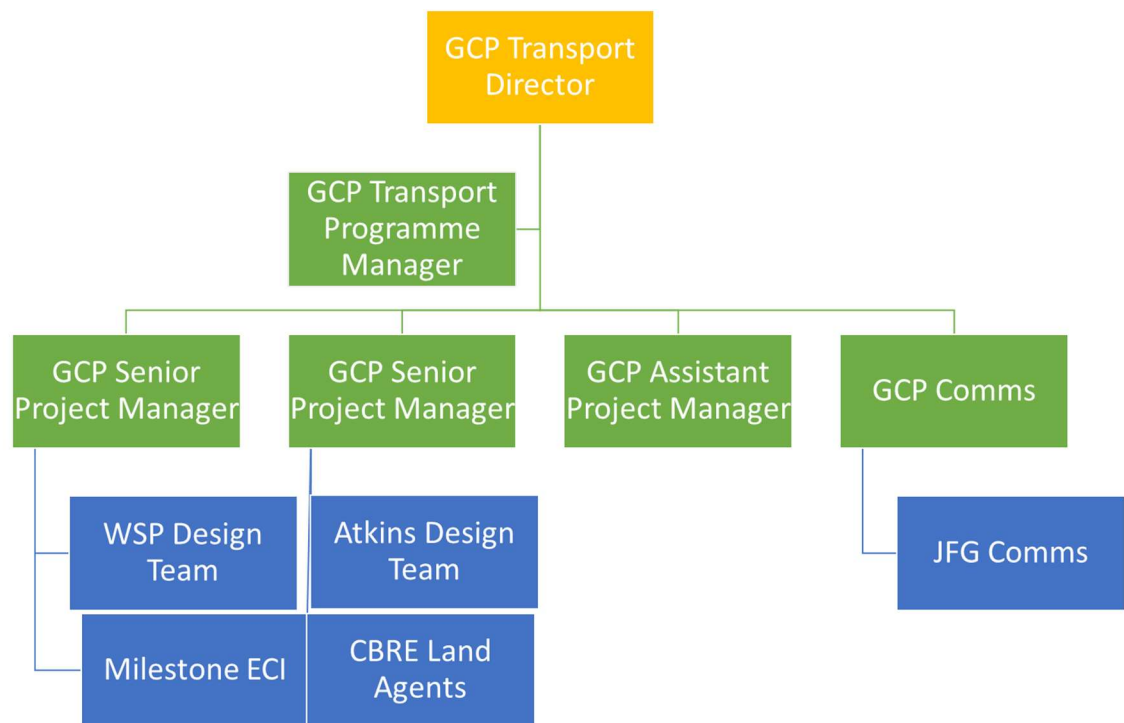 GCP Transport
Director
GCP Transport
Programme
Manager
GCP Senior
Project Manager
GCP Senior
Project Manager
GCP Assistant
Project Manager
GCP Comms
WSP Design
Team
Atkins Design
Team
JFG Comms
Milestone ECI
CBRE Land
Agents